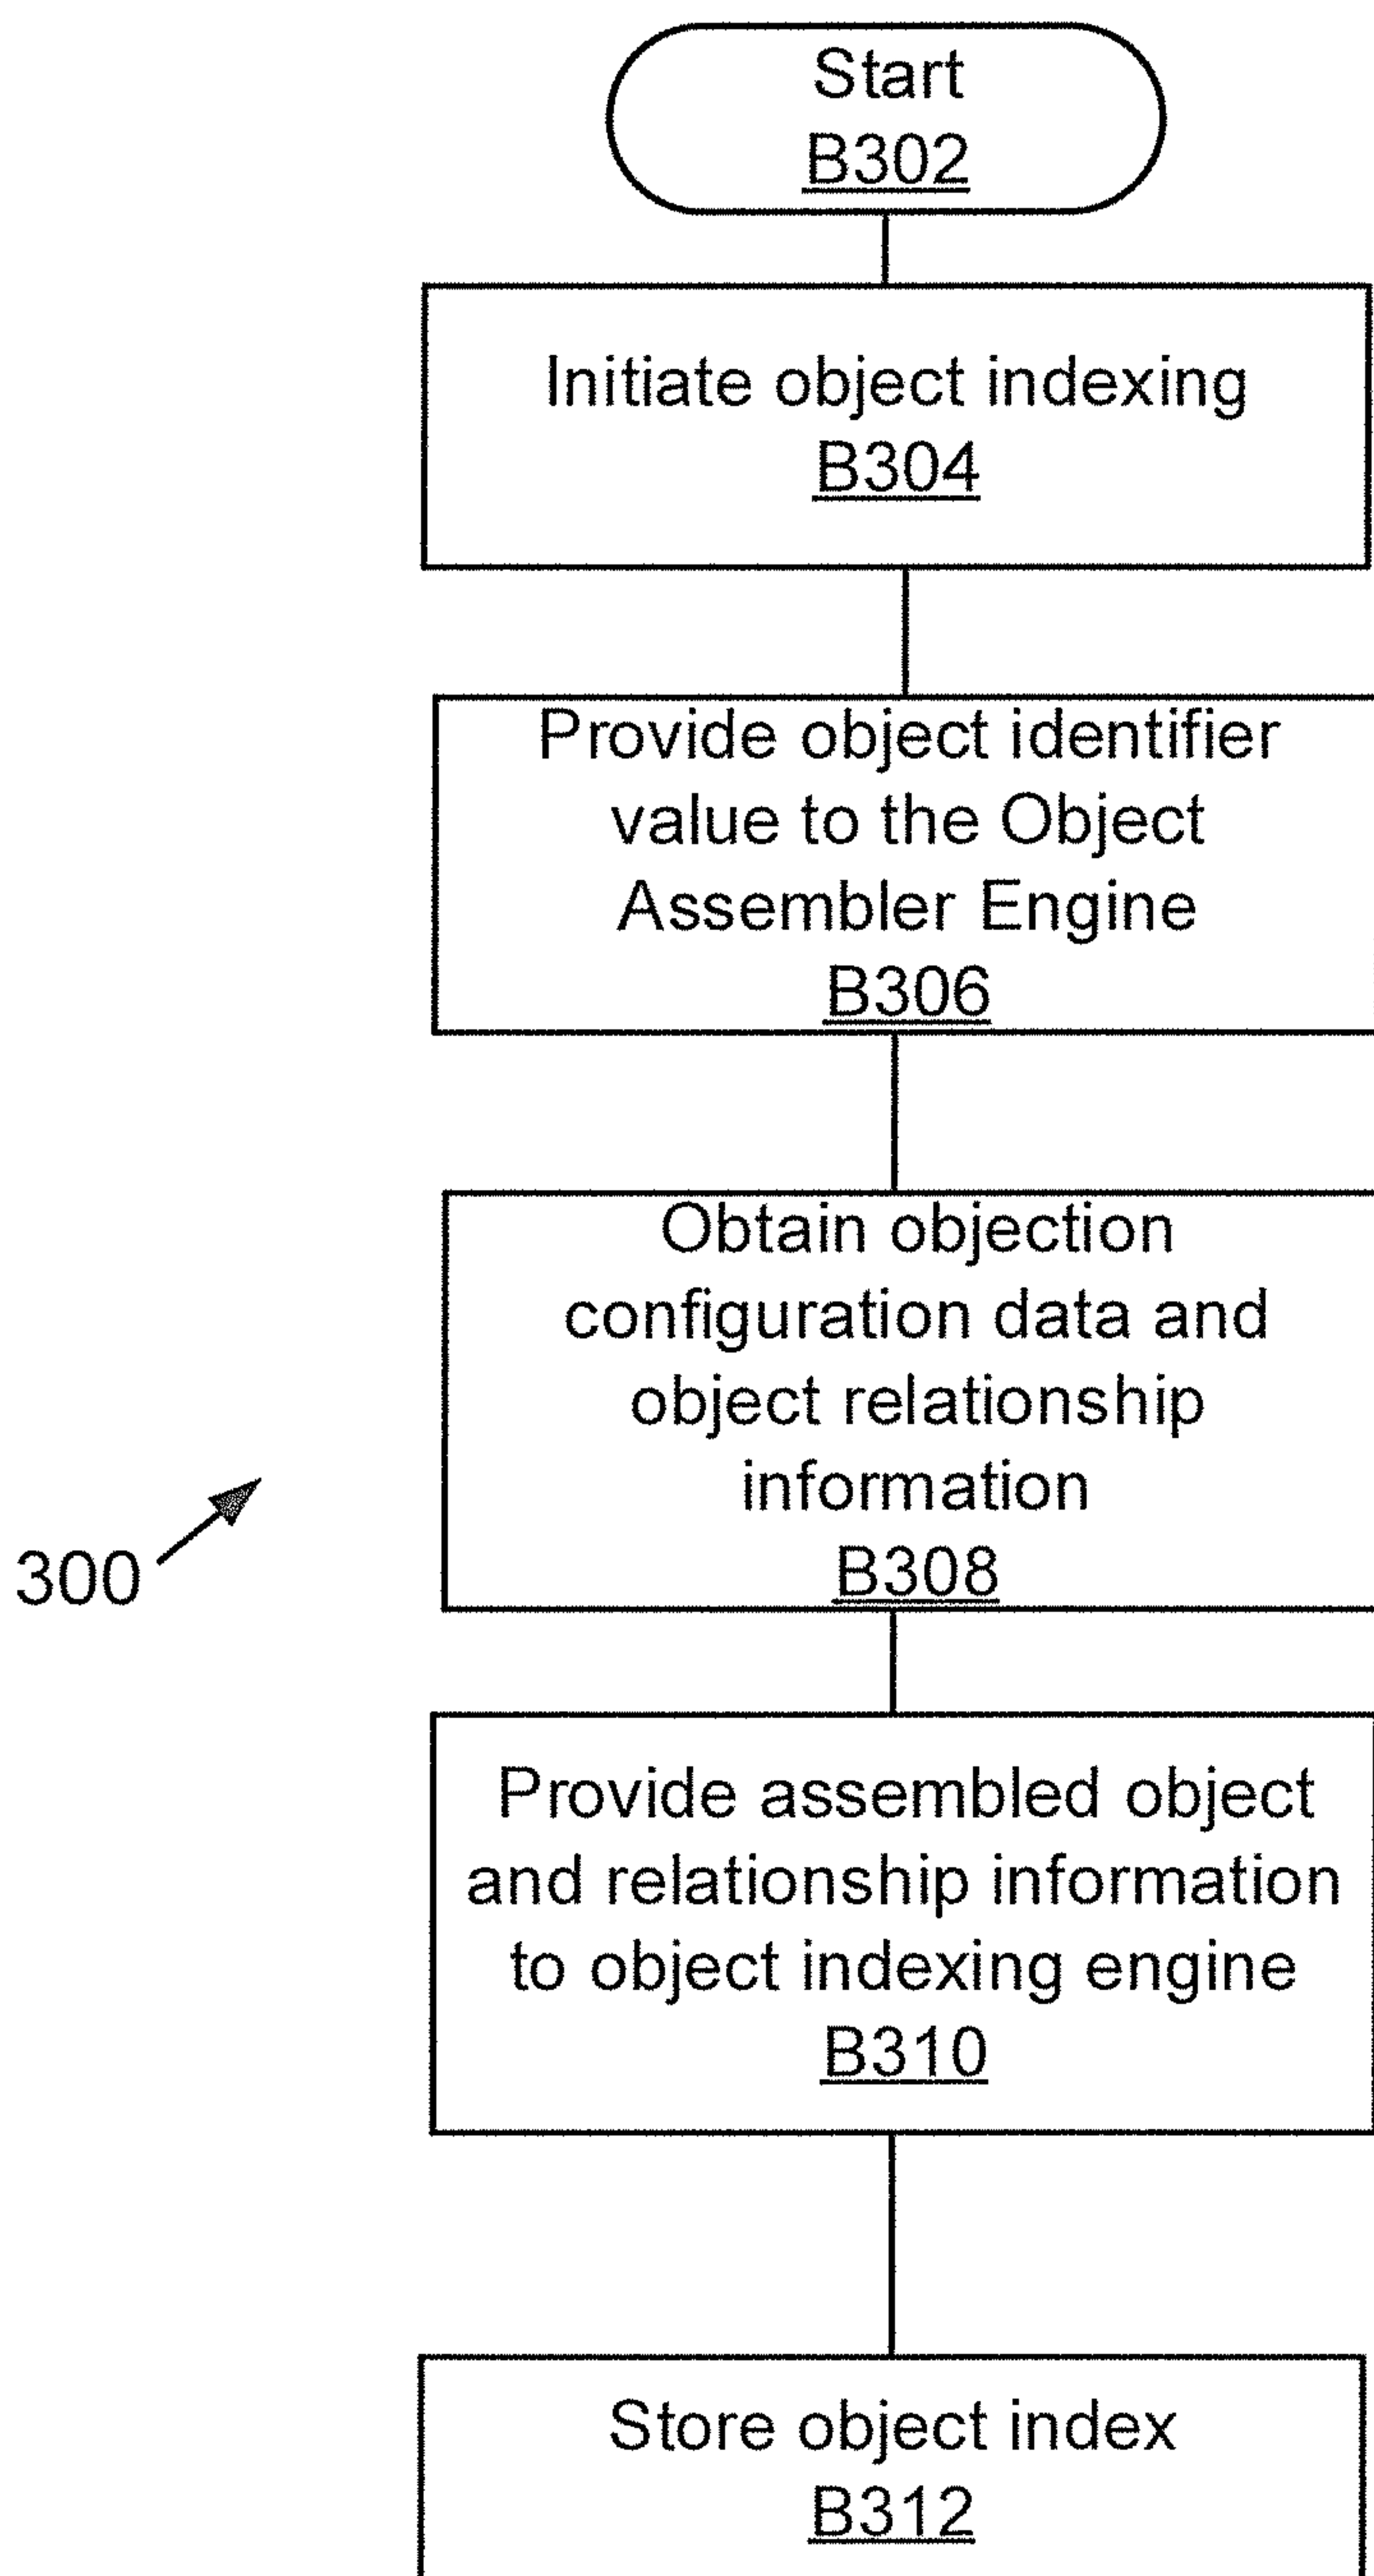 Start
B302
Initiate object indexing
B304
Provide object identifier
value to the Object
Assembler Engine
B306
Obtain objection
configuration data and
object relationship
information
B308
300
Provide assembled object
and relationship information
to object indexing engine
B310
Store object index
B312